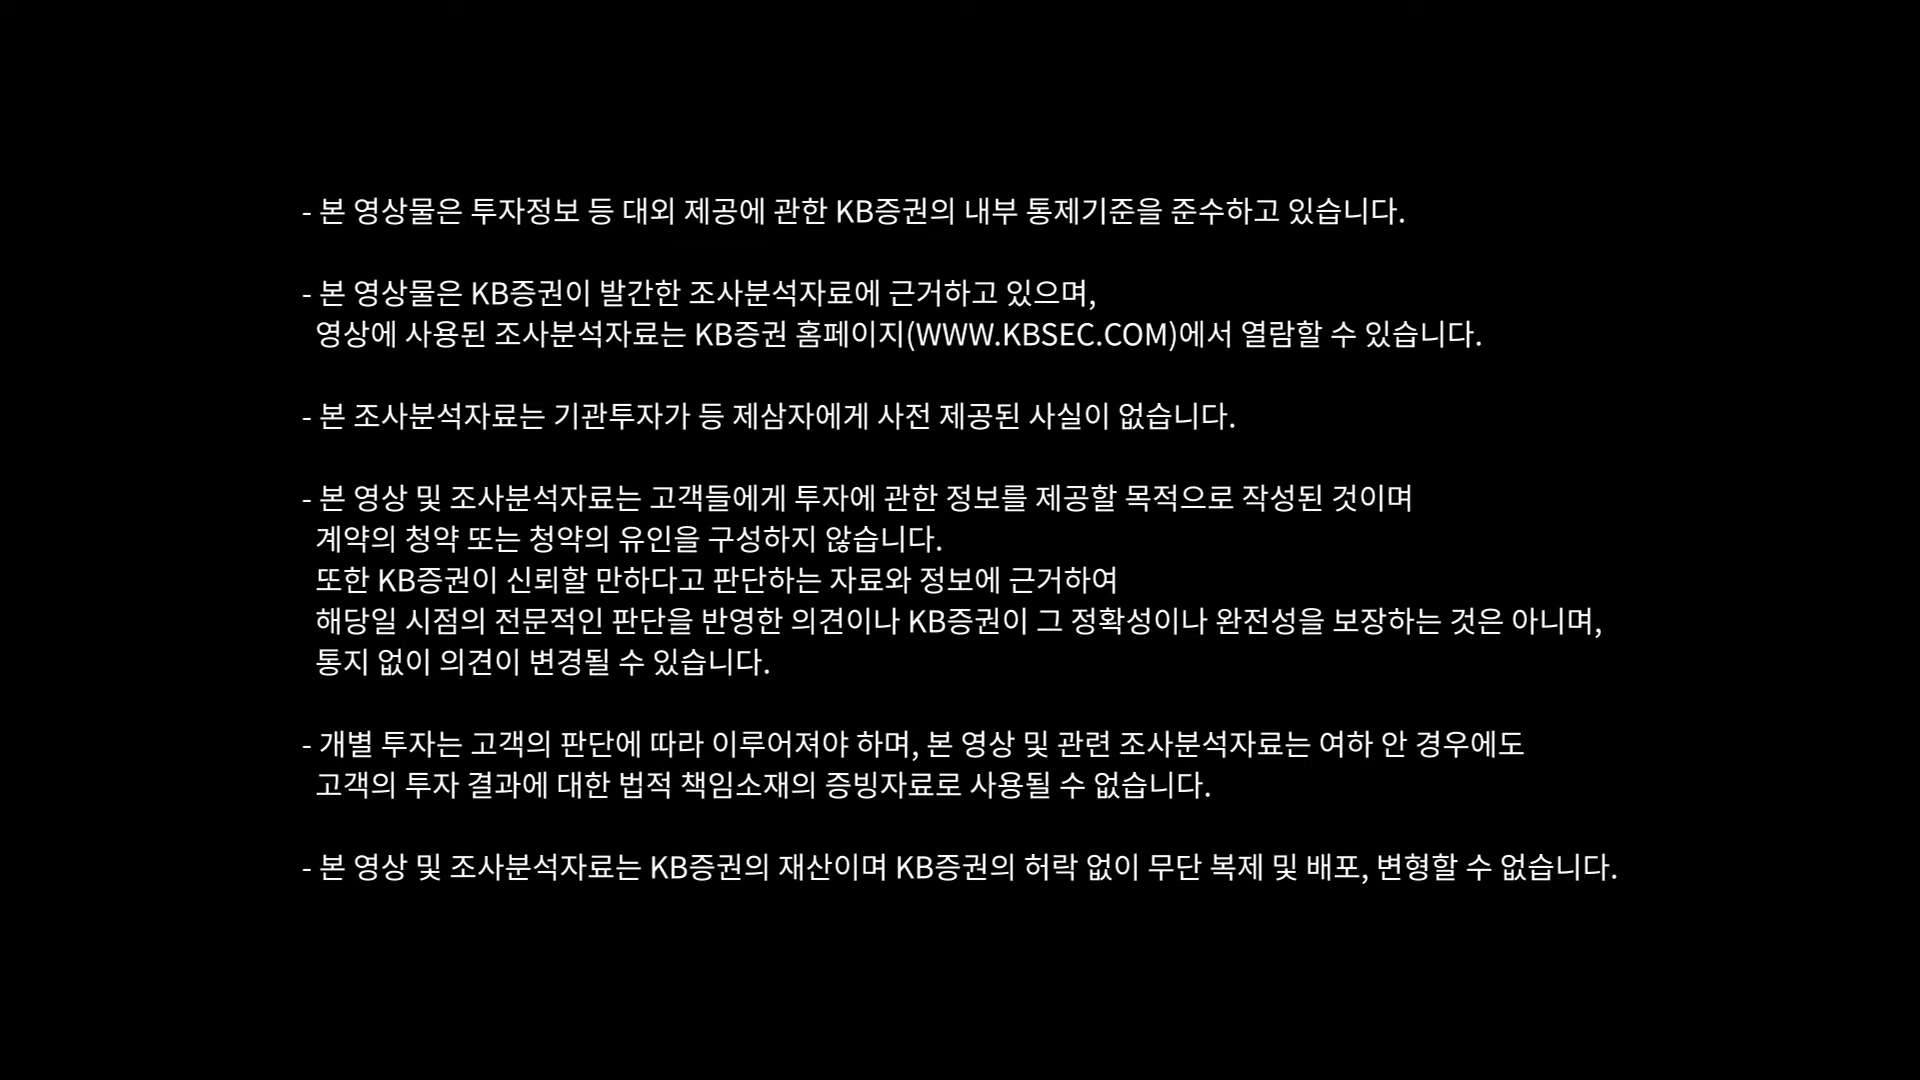 - 본 영상물은 투자정보 등 대외 제공에 관한 KB증권의 내부 통제기준을 준수하고 있습니다.
- 본 영상물은 KB증권이 발간한 조사분석자료에 근거하고 있으며,
영상에 사용된 조사분석자료는 KB증권 홈페이지(WWW.KBSEC.COM)에서 열람할 수 있습니다.
- 본 조사분석자료는 기관투자가 등 제삼자에게 사전 제공된 사실이 없습니다.
- 본 영상 및 조사분석자료는 고객들에게 투자에 관한 정보를 제공할 목적으로 작성된 것이며
계약의 청약 또는 청약의 유인을 구성하지 않습니다.
또한 KB증권이 신뢰할 만하다고 판단하는 자료와 정보에 근거하여
해당일 시점의 전문적인 판단을 반영한 의견이나 KB증권이 그 정확성이나 완전성을 보장하는 것은 아니며,
통지 없이 의견이 변경될 수 있습니다.
- 개별 투자는 고객의 판단에 따라 이루어져야 하며, 본 영상 및 관련 조사분석자료는 여하 안 경우에도
고객의 투자 결과에 대한 법적 책임소재의 증빙자료로 사용될 수 없습니다.
- 본 영상 및 조사분석자료는 KB증권의 재산이며 KB증권의 허락 없이 무단 복제 및 배포, 변형할 수 없습니다.